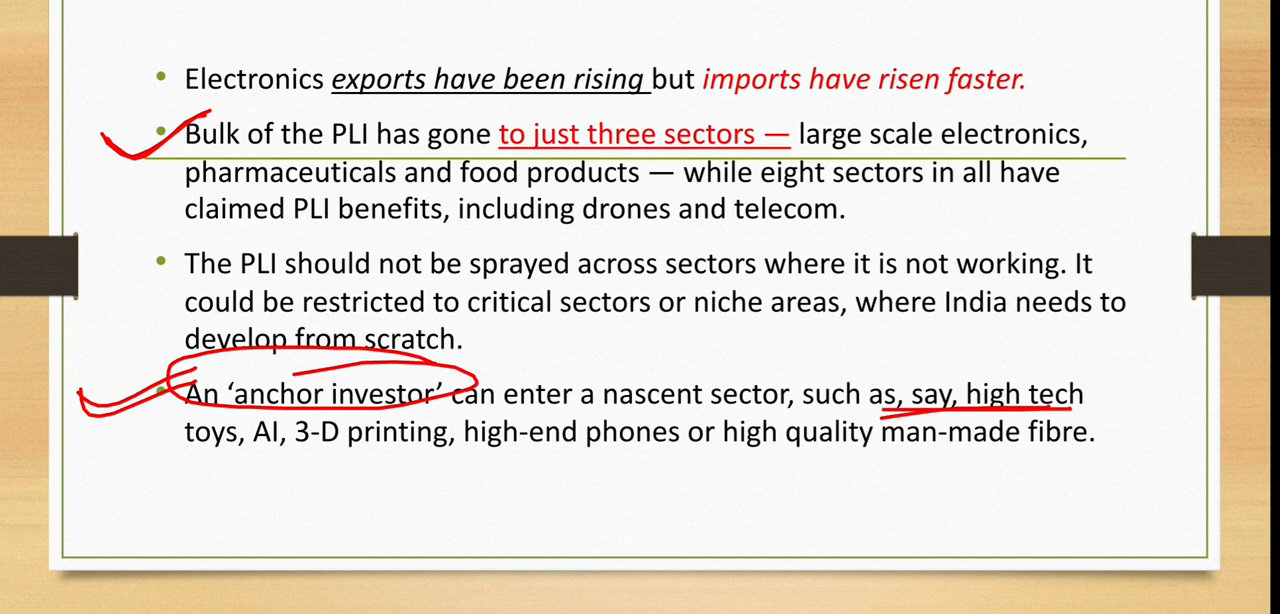 • Electronics exports have been rising but imports have risen faster.
• Bulk of the PLI has gone to just three sectors — large scale electronics,
pharmaceuticals and food products — while eight sectors in all have
claimed PLI benefits, including drones and telecom.
• The PLI should not be sprayed across sectors where it is not working. It
could be restricted to critical sectors or niche areas, where India needs to
develop from scratch.
• An ‘anchor investor’ can enter a nascent sector, such as, say, high tech
toys, AI, 3-D printing, high-end phones or high quality man-made fibre.